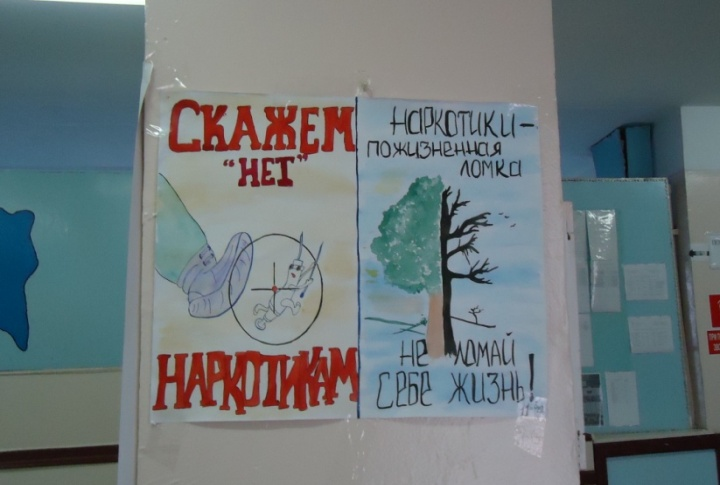 СКАЖЕМ
"НЕТ"
НАРКОТИКАМ
НАРКОТИКИ –
ПОЖИЗНЕННАЯ
ЛОМКА
НЕ ЛОМАЙ
СЕБЕ ЖИЗНЬ!